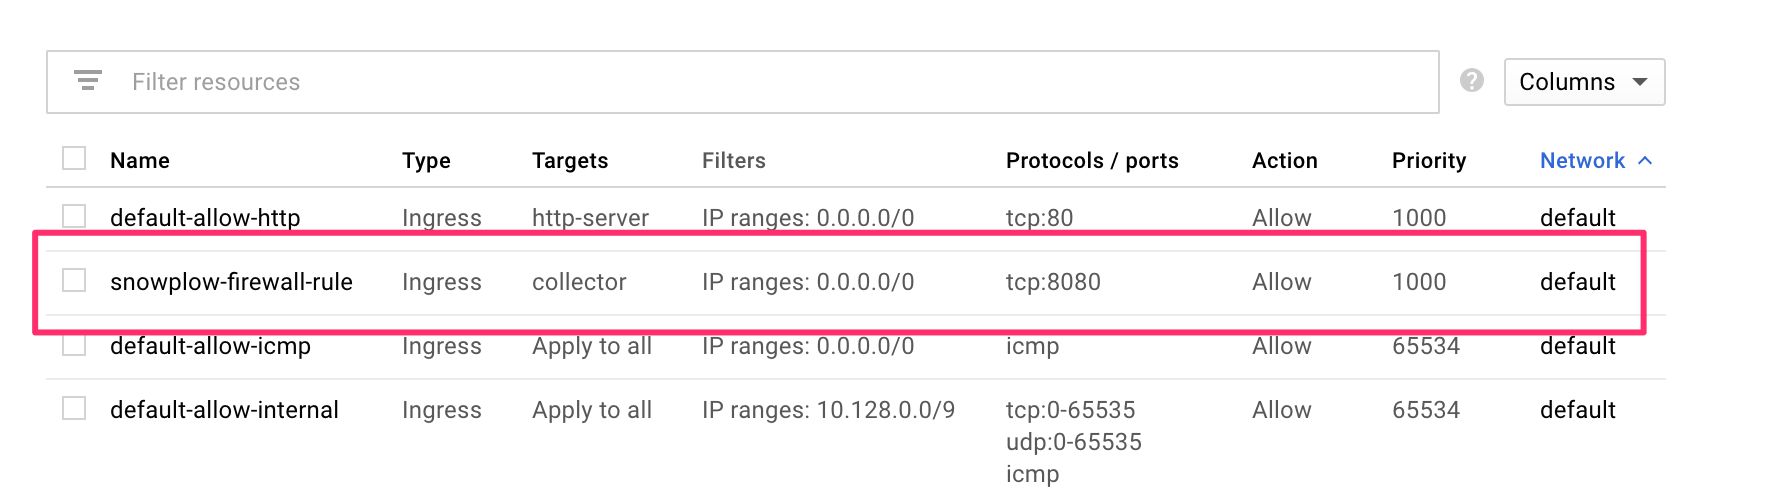 Filter resources ? Columns
Name Type Targets Filters Protocols / ports Action Priority Network
default-allow-http Ingress http-server IP ranges: 0.0.0.0/0 tcp:80 Allow 1000 default
snowplow-firewall-rule Ingress collector IP ranges: 0.0.0.0/0 tcp:8080 Allow 1000 default
default-allow-icmp Ingress Apply to all IP ranges: 0.0.0.0/0 icmp Allow 65534 default
default-allow-internal Ingress Apply to all IP ranges: 10.128.0.0/9 tcp:0-65535 Allow 65534 default
udp:0-65535
icmp